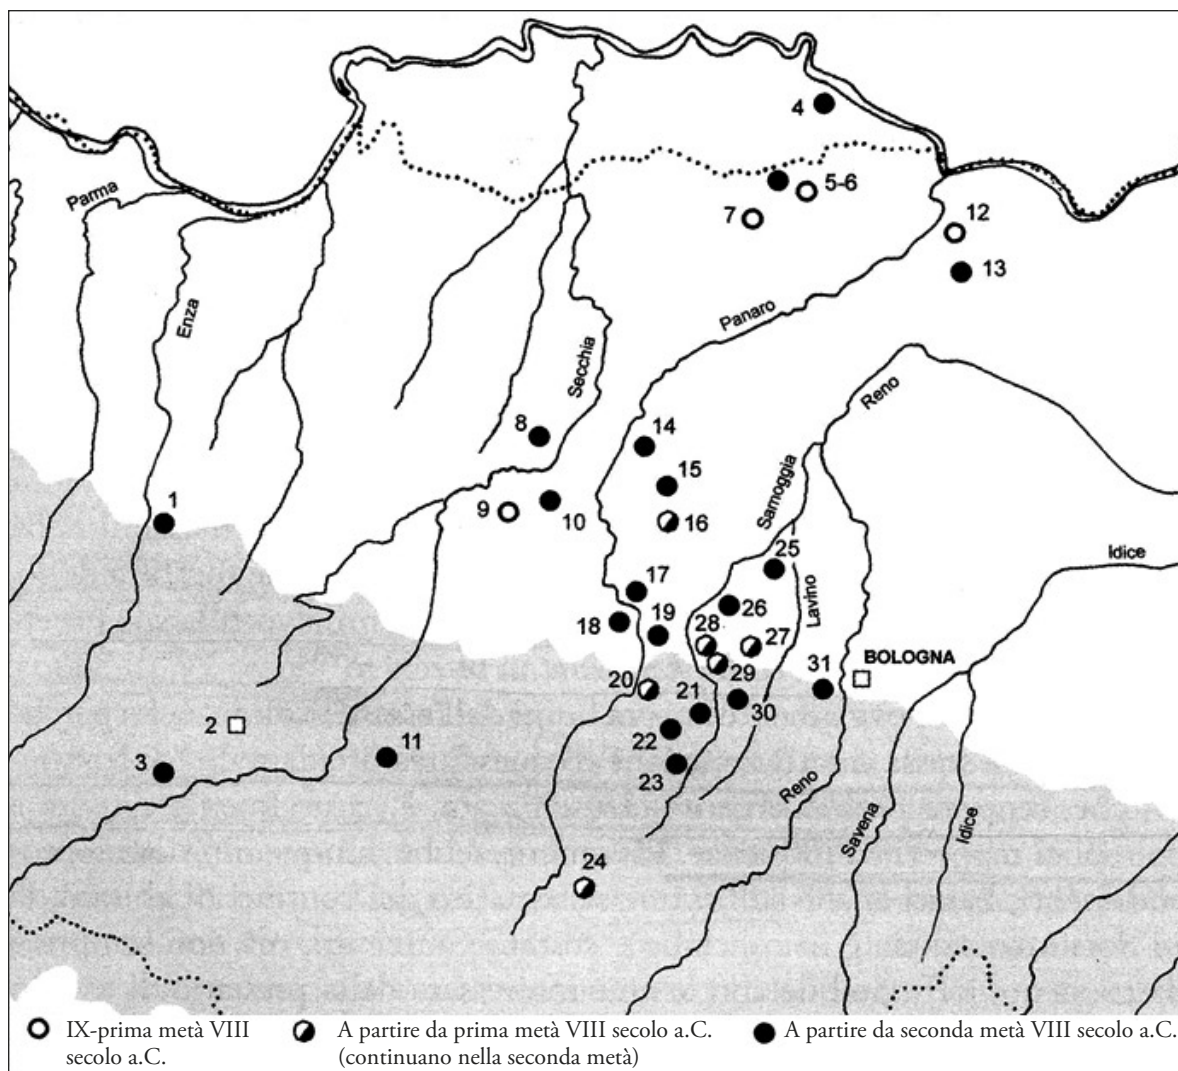 4
Parma
5-6
7
12
13
Enza
Panaro
Secchia
Reno
8
14
15
Samoggia
1
9
10
16
25
Idice
17
Lavino
26
18
19
28
27
BOLOGNA
29
31
20
21
30
2
22
11
3
23
Reno
Savena
Idice
24
IX-prima metà VIII
secolo a.C.
A partire da prima metà VIII secolo a.C.
(continuano nella seconda metà)
A partire da seconda metà VIII secolo a.C.